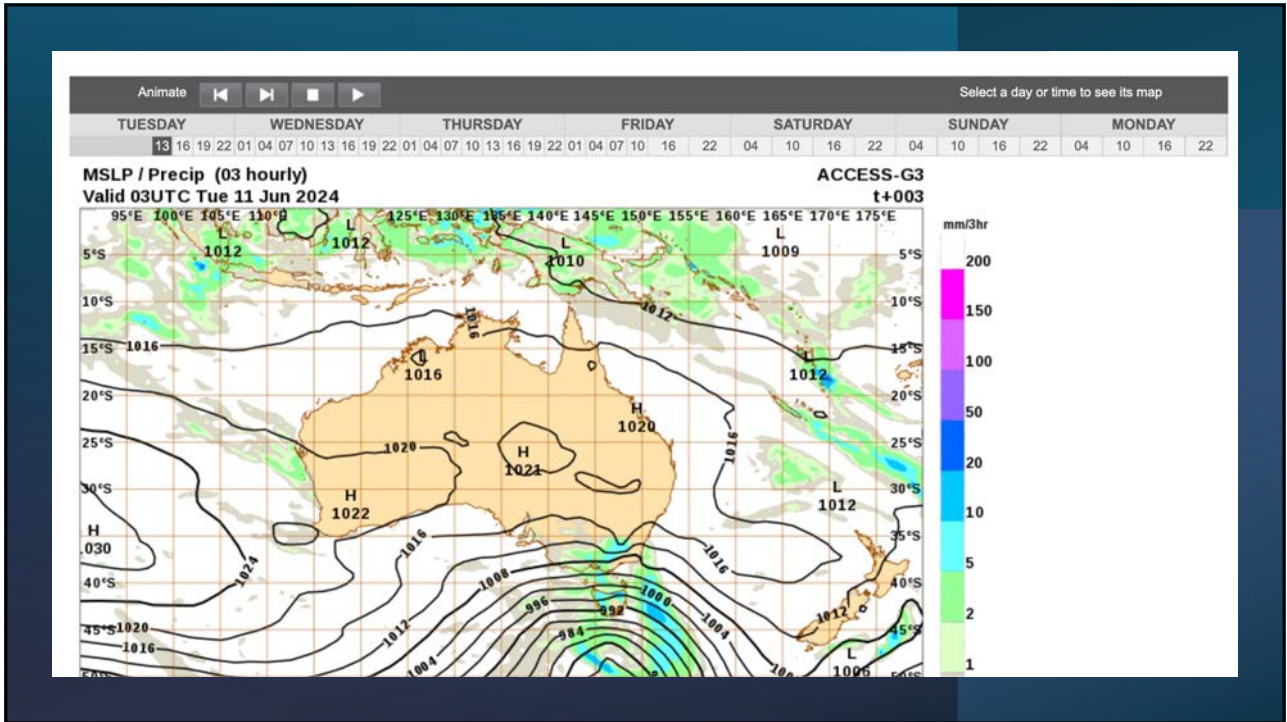 Animate
Select a day or time to see its map
TUESDAY WEDNESDAY THURSDAY FRIDAY SATURDAY SUNDAY MONDAY
13 16 19 22 01 04 07 10 13 16 19 22 01 04 07 10 13 16 19 22 01 04 07 10 16 22 04 10 16 22 04 10 16 22 04 10 16 22
MSLP / Precip (03 hourly) ACCESS-G3
Valid 03UTC Tue 11 Jun 2024 t+003
95°E 100°E 105°E 110°E 125°E 130°E 135°E 140°E 145°E 150°E 155°E 160°E 165°E 170°E 175°E
mm/3hr
L L L L
1012 1012 1010 1009
5°S 5°S
200
10°S 10°S
1012
150
1016
15°S 1016 15°S
L L
1016 1012
100
20°S 20°S
H
1020
50
25°S 1020 1016 25°S
H
1021
20
30°S 30°S
H L
1022 1012
10
H
.030
35°S
1016 1016
5
40°S 1024 1008 40°S
996 1000
992
1012
2
45°S 1020 1012 984 1004 45°S
1016
L
1004 1006
1